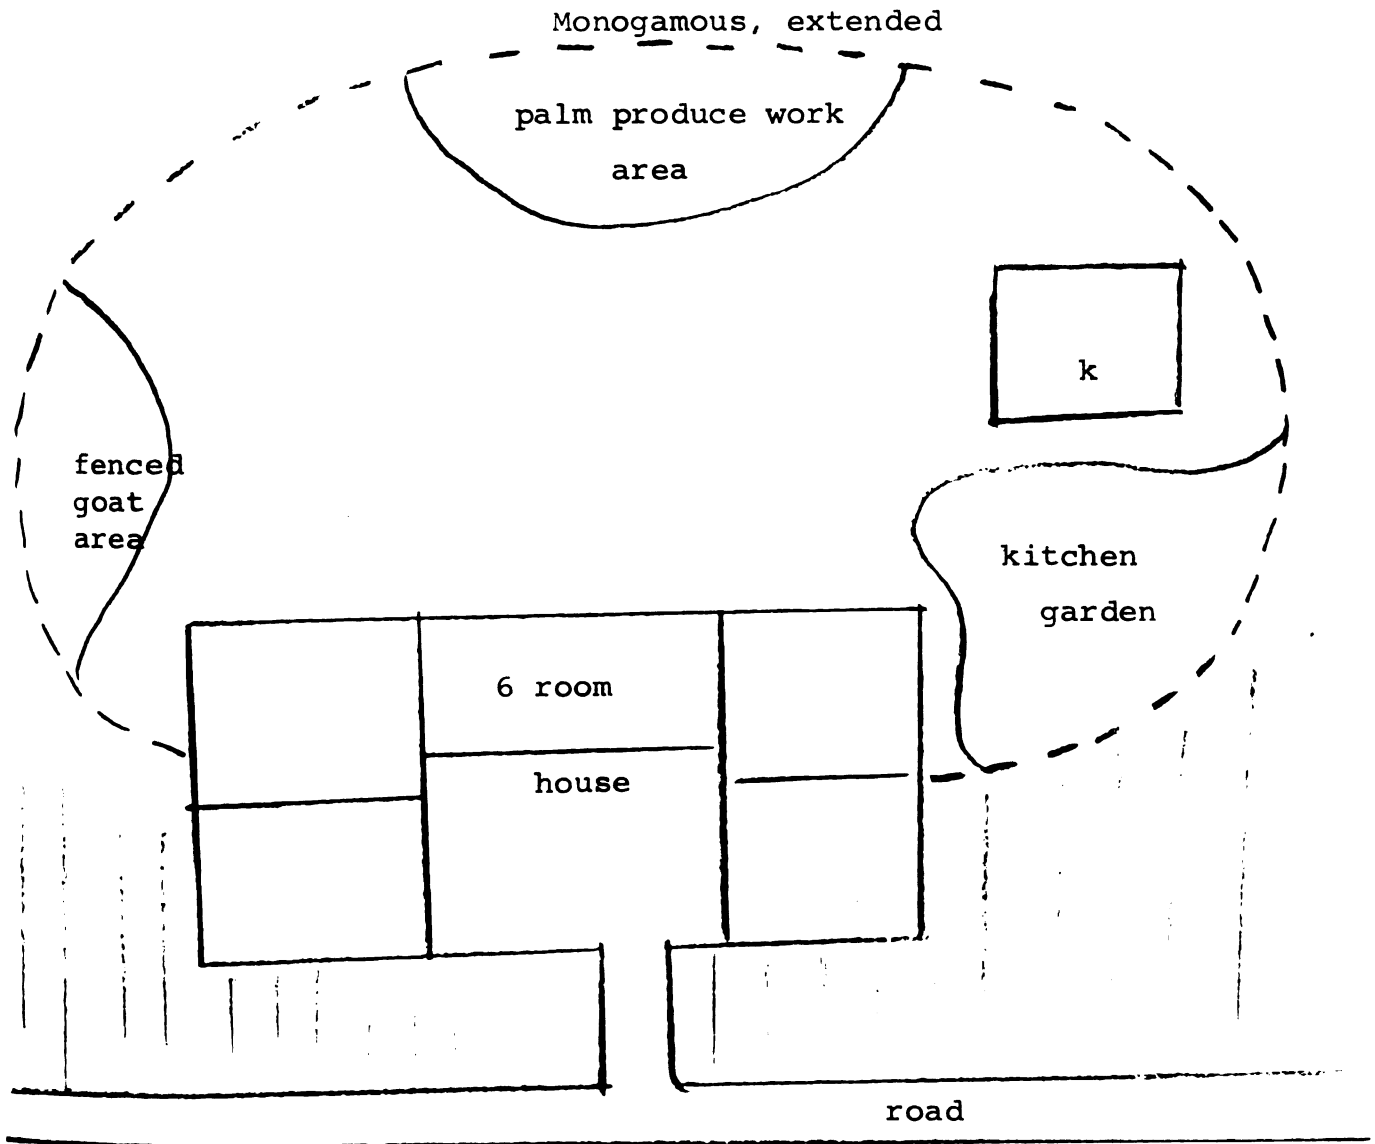 Monogamous, extended
palm produce work
area
k
fenced
goat
area
kitchen
garden
6 room
house
road